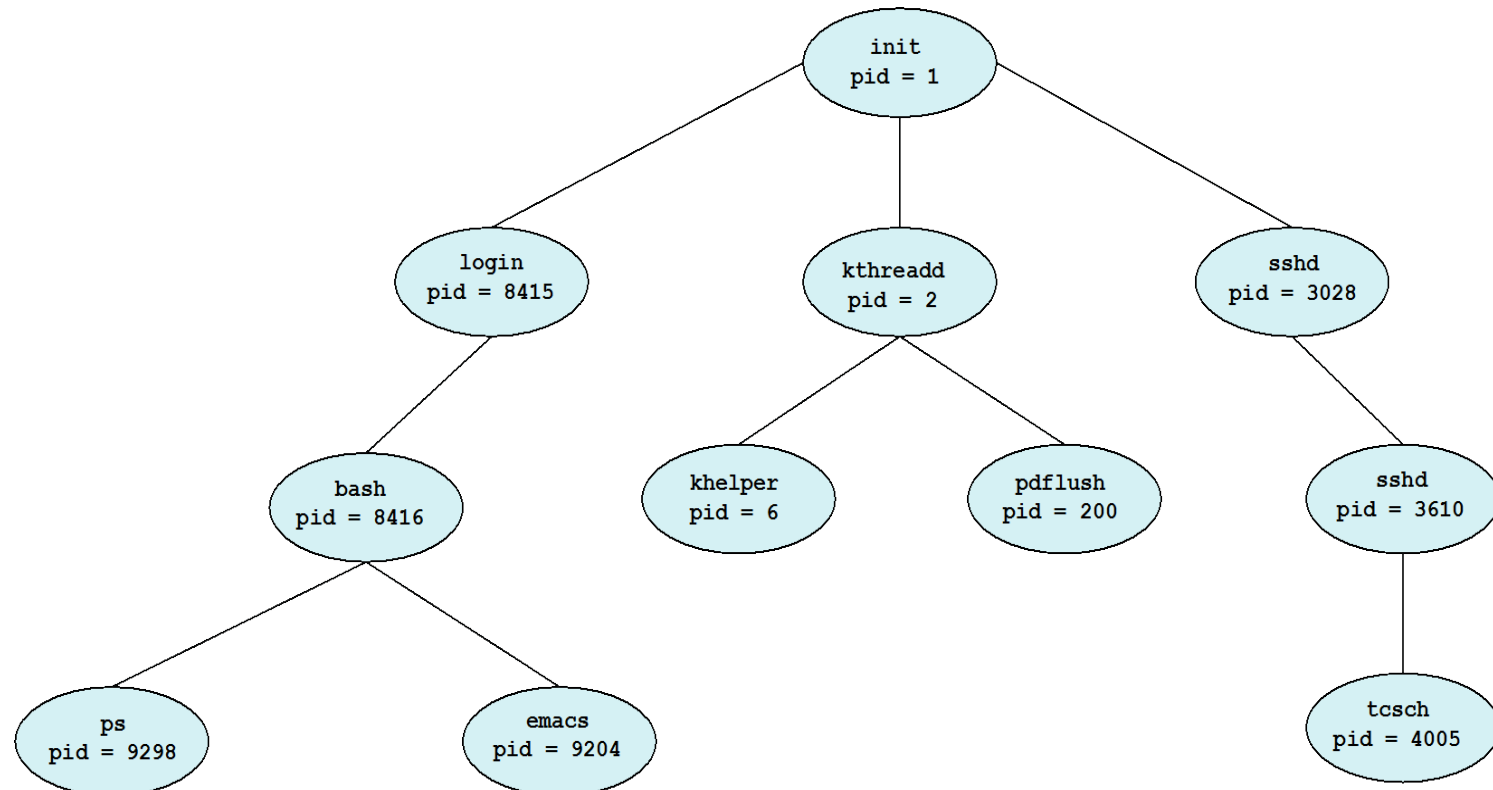 init
pid = 1
login
pid = 8415
kthreadd
pid = 2
sshd
pid = 3028
bash
pid = 8416
khelper
pid = 6
pdflush
pid = 200
sshd
pid = 3610
ps
pid = 9298
emacs
pid = 9204
tcsch
pid = 4005